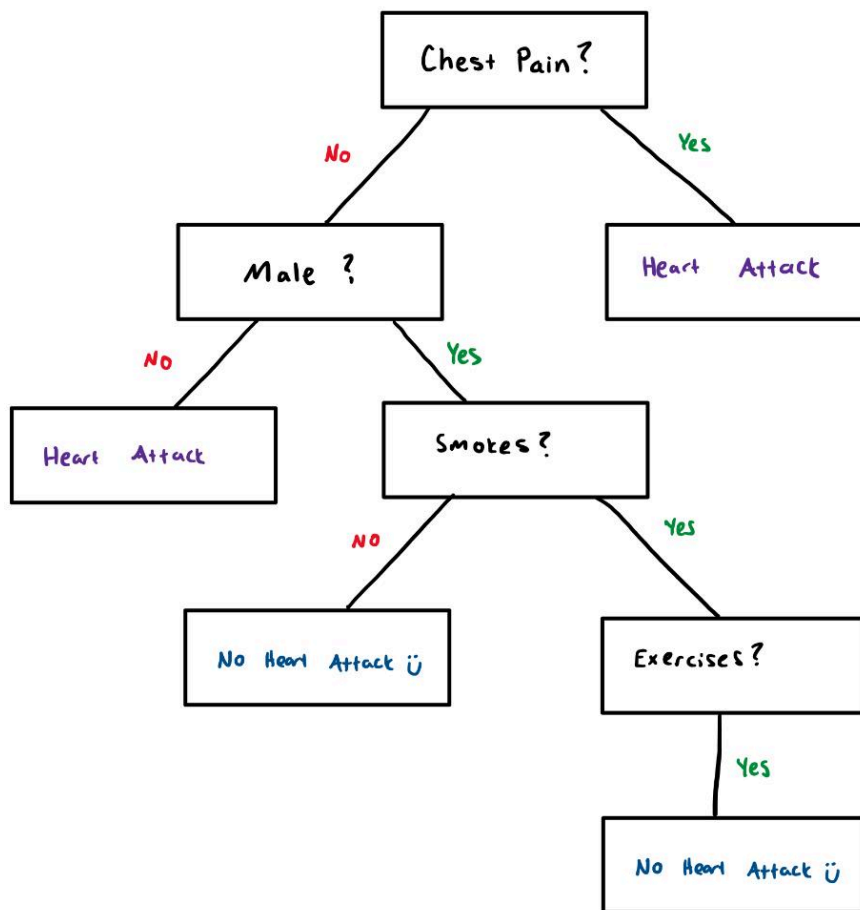 Chest Pain?
No
Yes
Male?
Heart Attack
No
Yes
Heart Attack
Smokes?
No
Yes
No Heart Attack Ü
Exercises?
Yes
No Heart Attack Ü